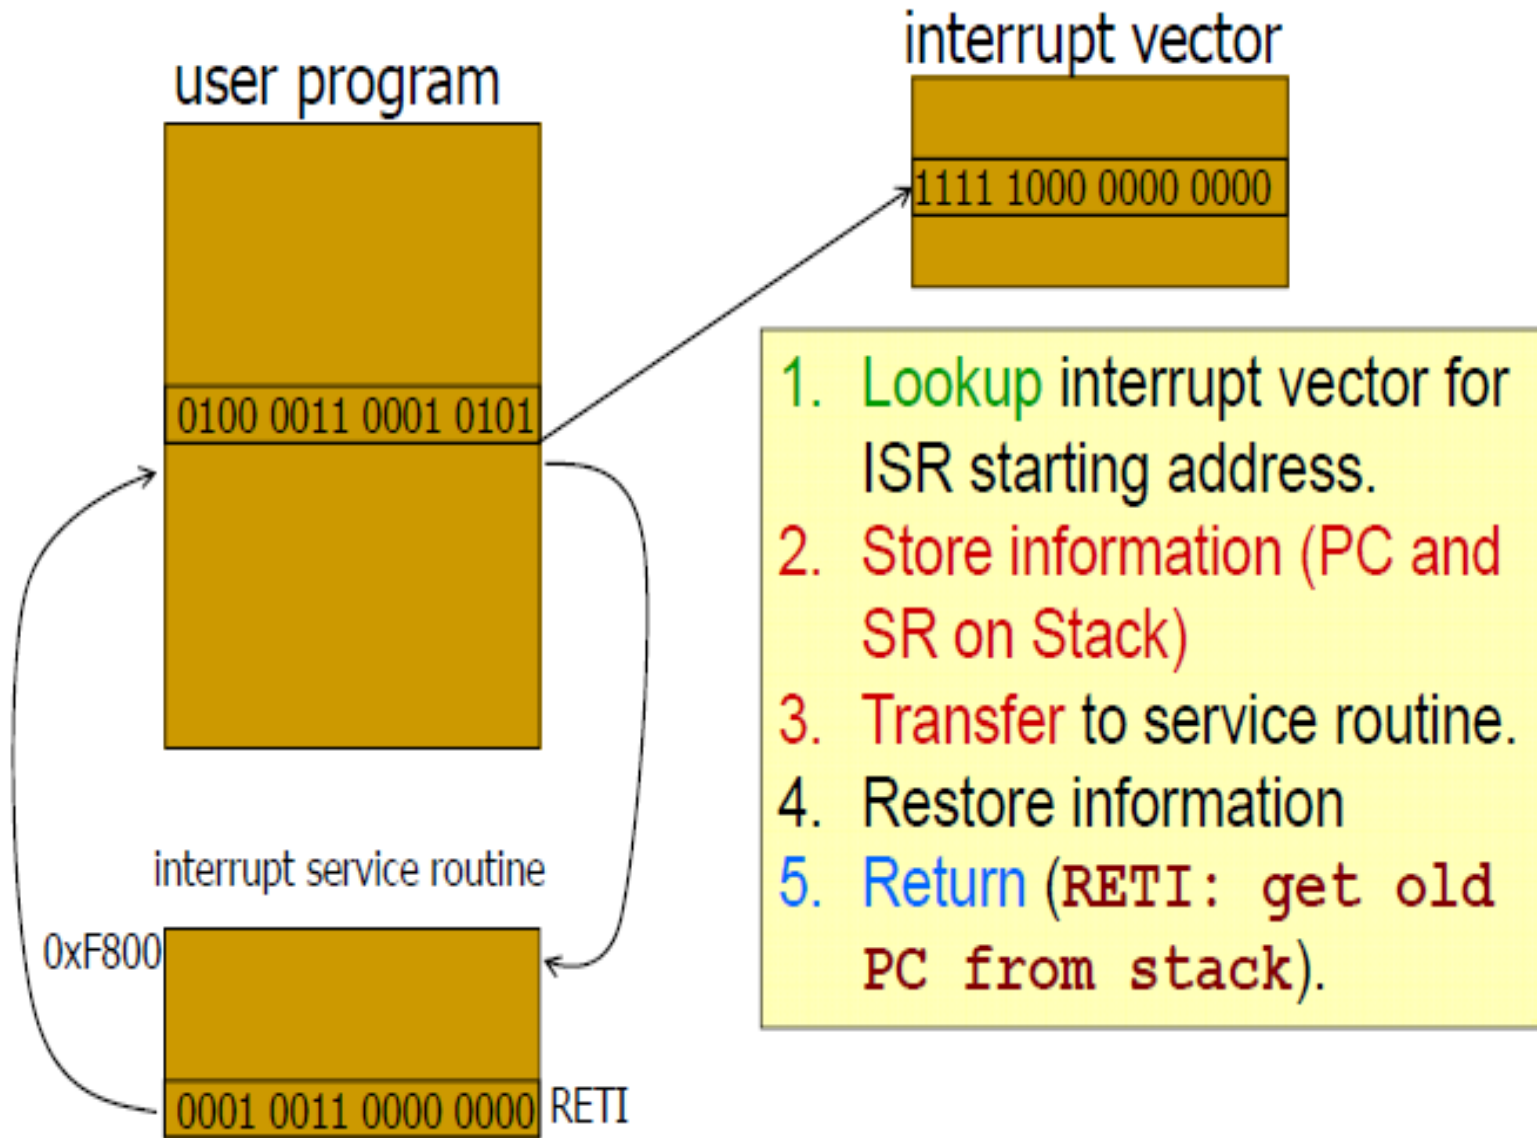 user program
0100 0011 0001 0101
interrupt service routine
0xF800
0001 0011 0000 0000
RETI
interrupt vector
1111 1000 0000 0000
1. Lookup interrupt vector for
ISR starting address.
2. Store information (PC and
SR on Stack)
3. Transfer to service routine.
4. Restore information
5. Return (RETI: get old
PC from stack).